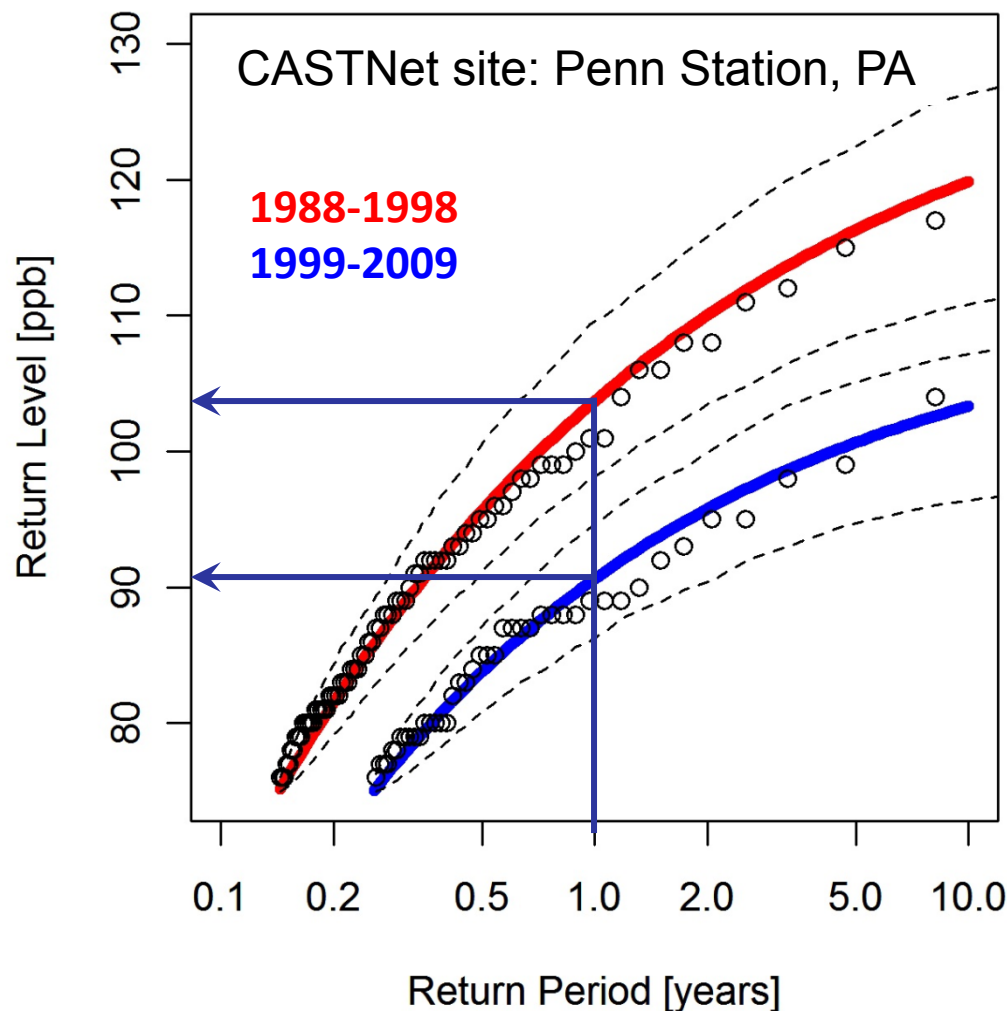 CASTNet site: Penn Station, PA
1988-1998
1999-2009
Return Level [ppb]
130
120
110
100
90
80
0.1 0.2 0.5 1.0 2.0 5.0 10.0
Return Period [years]